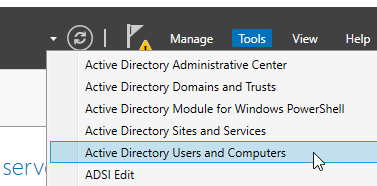 Manage Tools View Help
Active Directory Administrative Center
Active Directory Domains and Trusts
Active Directory Module for Windows PowerShell
Active Directory Sites and Services
Active Directory Users and Computers
ADSI Edit
serve